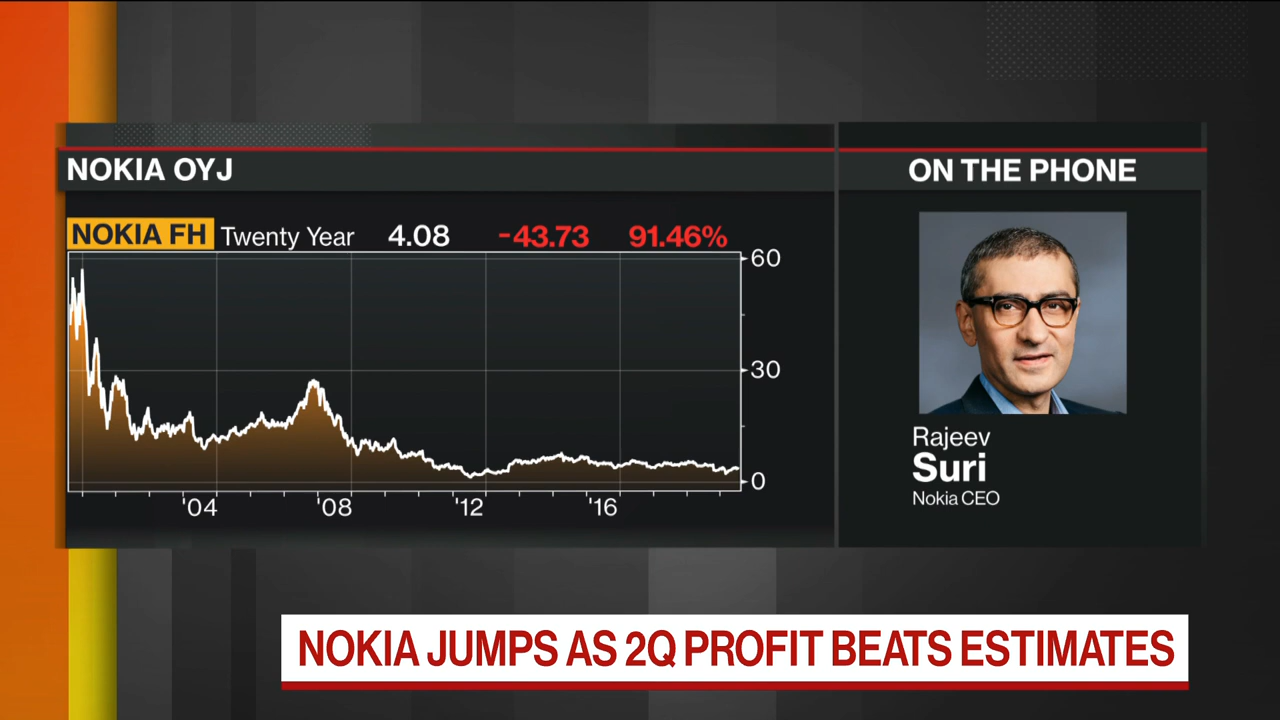 NOKIA OYJ
NOKIA FH Twenty Year 4.08 -43.73 91.46%
60
30
0
'04 '08 '12 '16
ON THE PHONE
Rajeev
Suri
Nokia CEO
NOKIA JUMPS AS 2Q PROFIT BEATS ESTIMATES